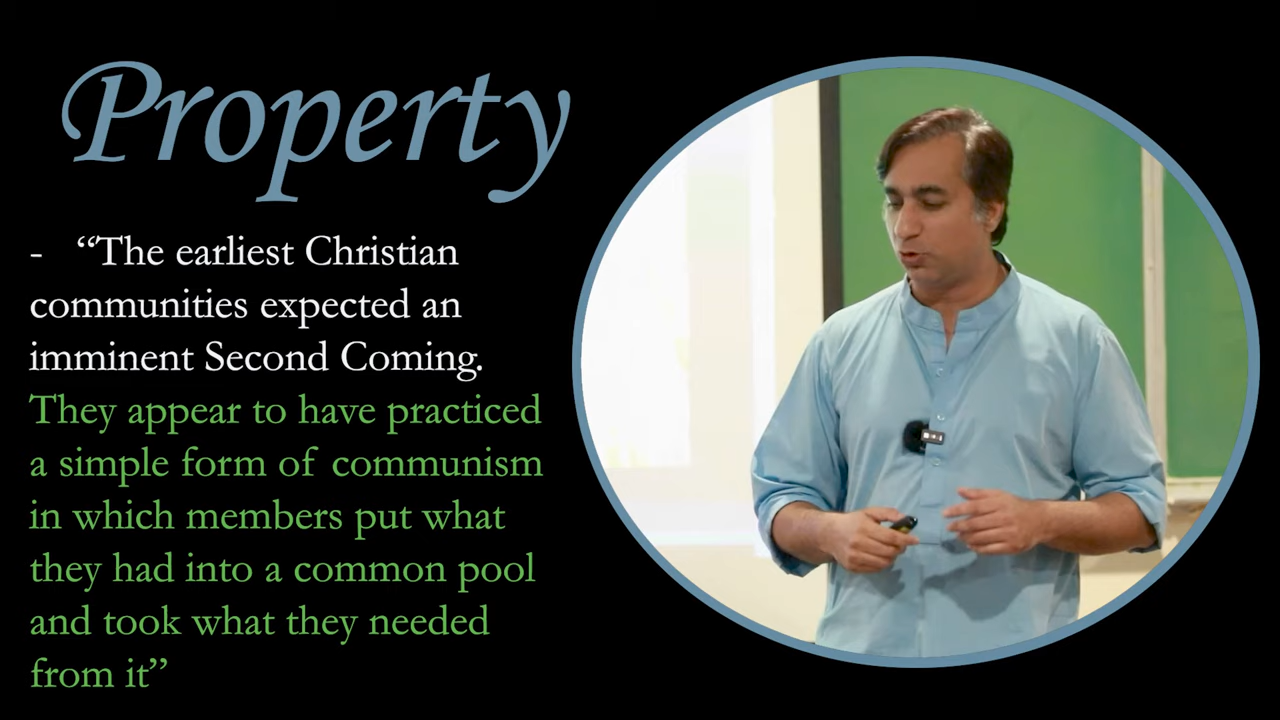 Property
- “The earliest Christian
communities expected an
imminent Second Coming.
They appear to have practiced
a simple form of communism
in which members put what
they had into a common pool
and took what they needed
from it”